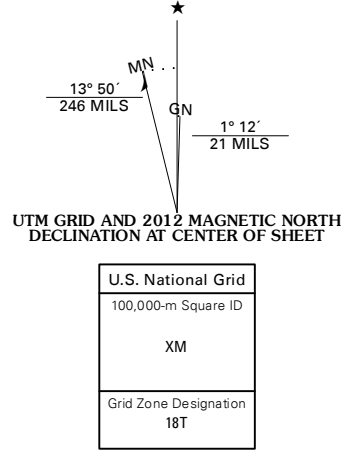 ★
MN
13° 50´
246 MILS
GN
1° 12´
21 MILS
UTM GRID AND 2012 MAGNETIC NORTH
DECLINATION AT CENTER OF SHEET
U.S. National Grid
100,000-m Square ID
XM
Grid Zone Designation
18T